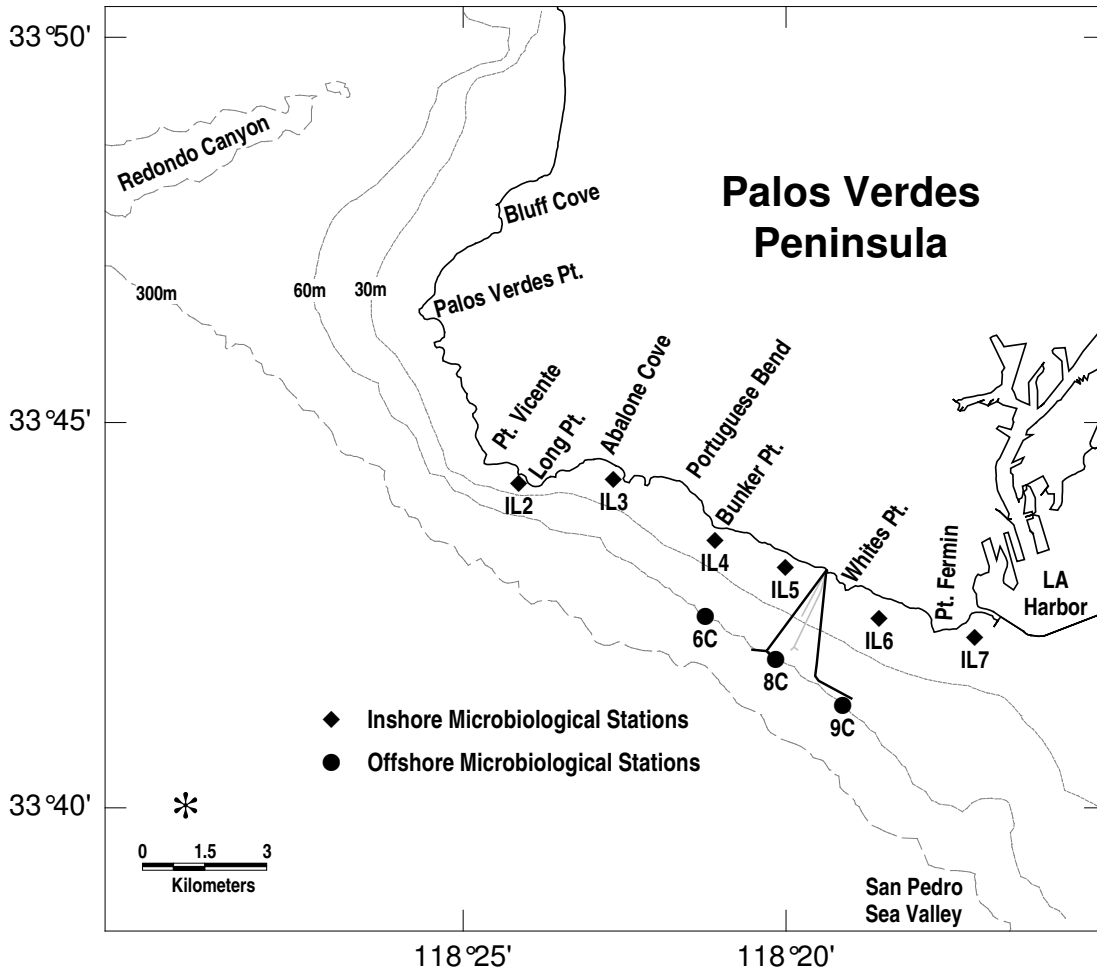 33°50'
Redondo Canyon
Palos Verdes
Peninsula
Bluff Cove
Palos Verdes Pt.
300m
60m
30m
33°45'
Pt. Vicente
Long Pt.
Abalone Cove
Portuguese Bend
Bunker Pt.
Whites Pt.
Pt. Fermin
LA
Harbor
IL2
IL3
IL4
IL5
IL6
IL7
6C
8C
9C
Inshore Microbiological Stations
Offshore Microbiological Stations
33°40'
0 1.5 3
Kilometers
San Pedro
Sea Valley
118°25'
118°20'